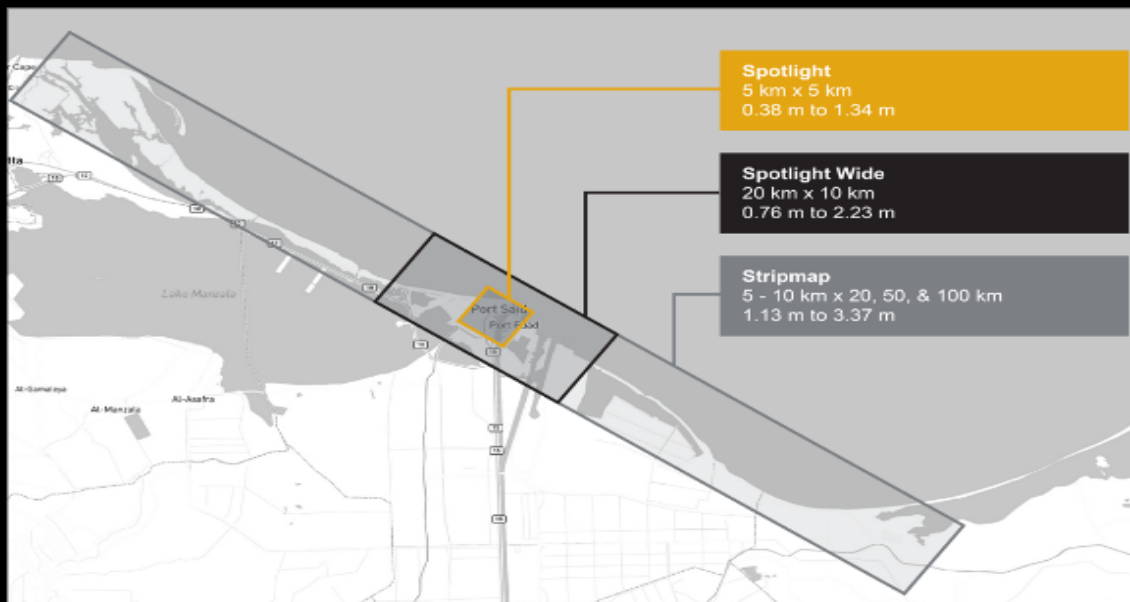 Spotlight
5 km x 5 km
0.38 m to 1.34 m
Spotlight Wide
20 km x 10 km
0.76 m to 2.23 m
Stripmap
5 - 10 km x 20, 50, & 100 km
1.13 m to 3.37 m
Cape
tta
Lake Manzala
Port Said
Port Fuad
Al-Gamaleya
Al-Manzala
Al-Asafra